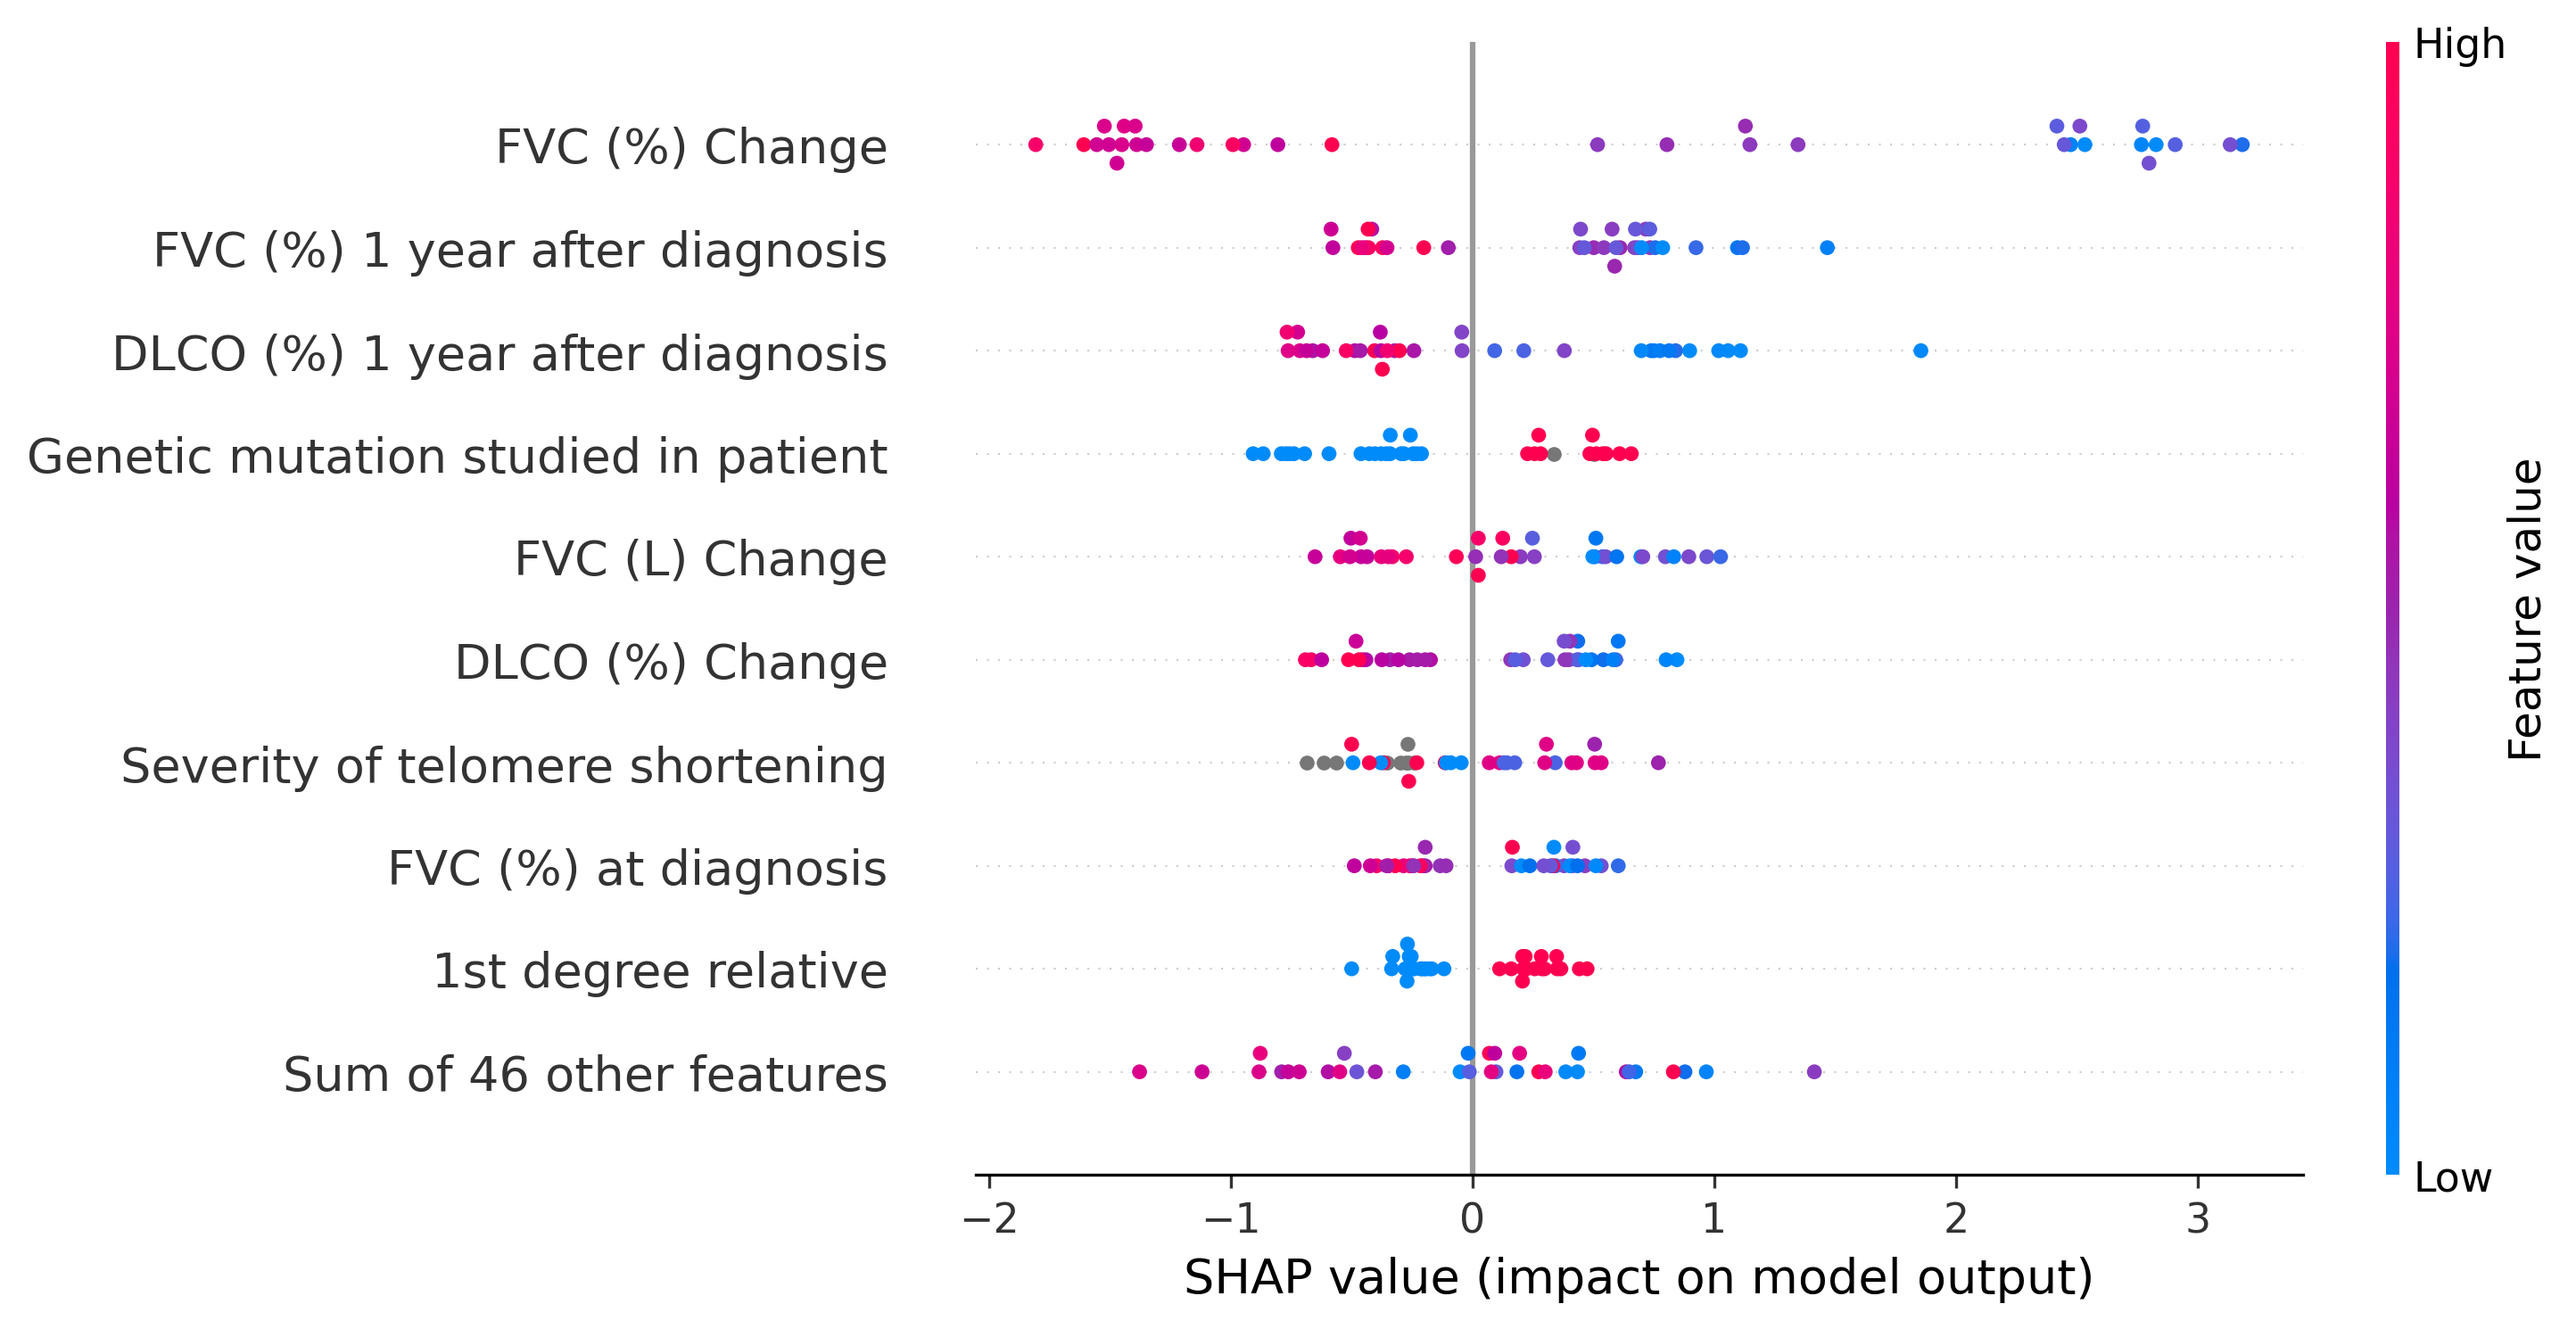 High
FVC (%) Change
FVC (%) 1 year after diagnosis
DLCO (%) 1 year after diagnosis
Genetic mutation studied in patient
FVC (L) Change
DLCO (%) Change
Severity of telomere shortening
FVC (%) at diagnosis
1st degree relative
Sum of 46 other features
Feature value
Low
−2 −1 0 1 2 3
SHAP value (impact on model output)